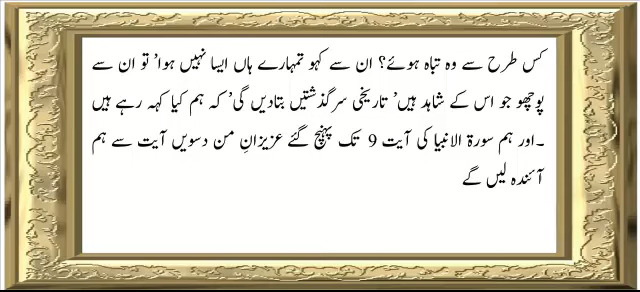 کس طرح سے وہ تباہ ہوئے؟ ان سے کہو تمہارے ہاں ایسا نہیں ہوا’ تو ان سے
پوچھو جو اس کے شاہد ہیں’ تاریخی سرگذشتیں بتادیں گی’ کہ ہم کیا کہہ رہے ہیں
۔اور ہم سورۃ الانبیا کی آیت 9 تک پہنچ گئے عزیزانِ من دسویں آیت سے ہم
آئندہ لیں گے